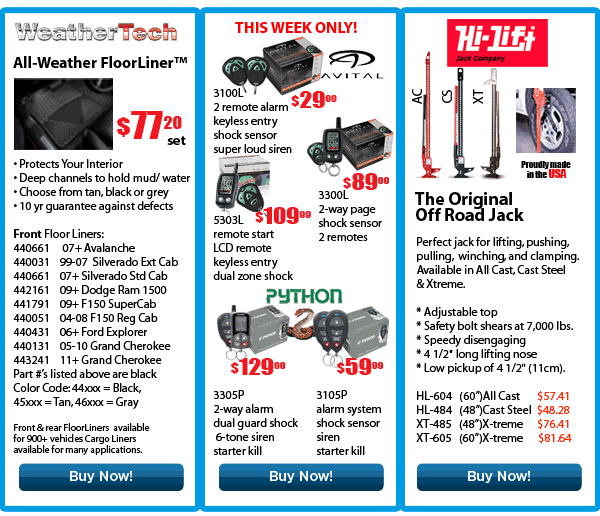 WeatherTech
All-Weather FloorLiner™
$77²⁰
set
• Protects Your Interior
• Deep channels to hold mud/ water
• Choose from tan, black or grey
• 10 yr guarantee against defects
Front Floor Liners:
440661 07+ Avalanche
440031 99-07 Silverado Ext Cab
440661 07+ Silverado Std Cab
442161 09+ Dodge Ram 1500
441791 09+ F150 SuperCab
440051 04-08 F150 Reg Cab
440431 06+ Ford Explorer
440131 05-10 Grand Cherokee
443241 11+ Grand Cherokee
Part #'s listed above are black
Color Code: 44xxx = Black,
45xxx = Tan, 46xxx = Gray
Front & rear FloorLiners available
for 900+ vehicles Cargo Liners
available for many applications.
Buy Now!
THIS WEEK ONLY!
AVITAL
$29⁰⁰
3100L
2 remote alarm
keyless entry
shock sensor
super loud siren
$89⁰⁰
3300L
2-way page
shock sensor
2 remotes
$109⁹⁹
5303L
remote start
LCD remote
keyless entry
dual zone shock
PYTHON
$129⁰⁰
3305P
2-way alarm
dual guard shock
6-tone siren
starter kill
$59⁹⁹
3105P
alarm system
shock sensor
siren
starter kill
Buy Now!
Hi-Lift
Jack Company
AC
CS
XT
Proudly made
in the USA
The Original
Off Road Jack
Perfect jack for lifting, pushing,
pulling, winching, and clamping.
Available in All Cast, Cast Steel
& Xtreme.
* Adjustable top
* Safety bolt shears at 7,000 lbs.
* Speedy disengaging
* 4 1/2" long lifting nose
* Low pickup of 4 1/2" (11cm).
HL-604 (60")All Cast $57.41
HL-484 (48")Cast Steel $48.28
XT-485 (48")X-treme $76.41
XT-605 (60")X-treme $81.64
Buy Now!